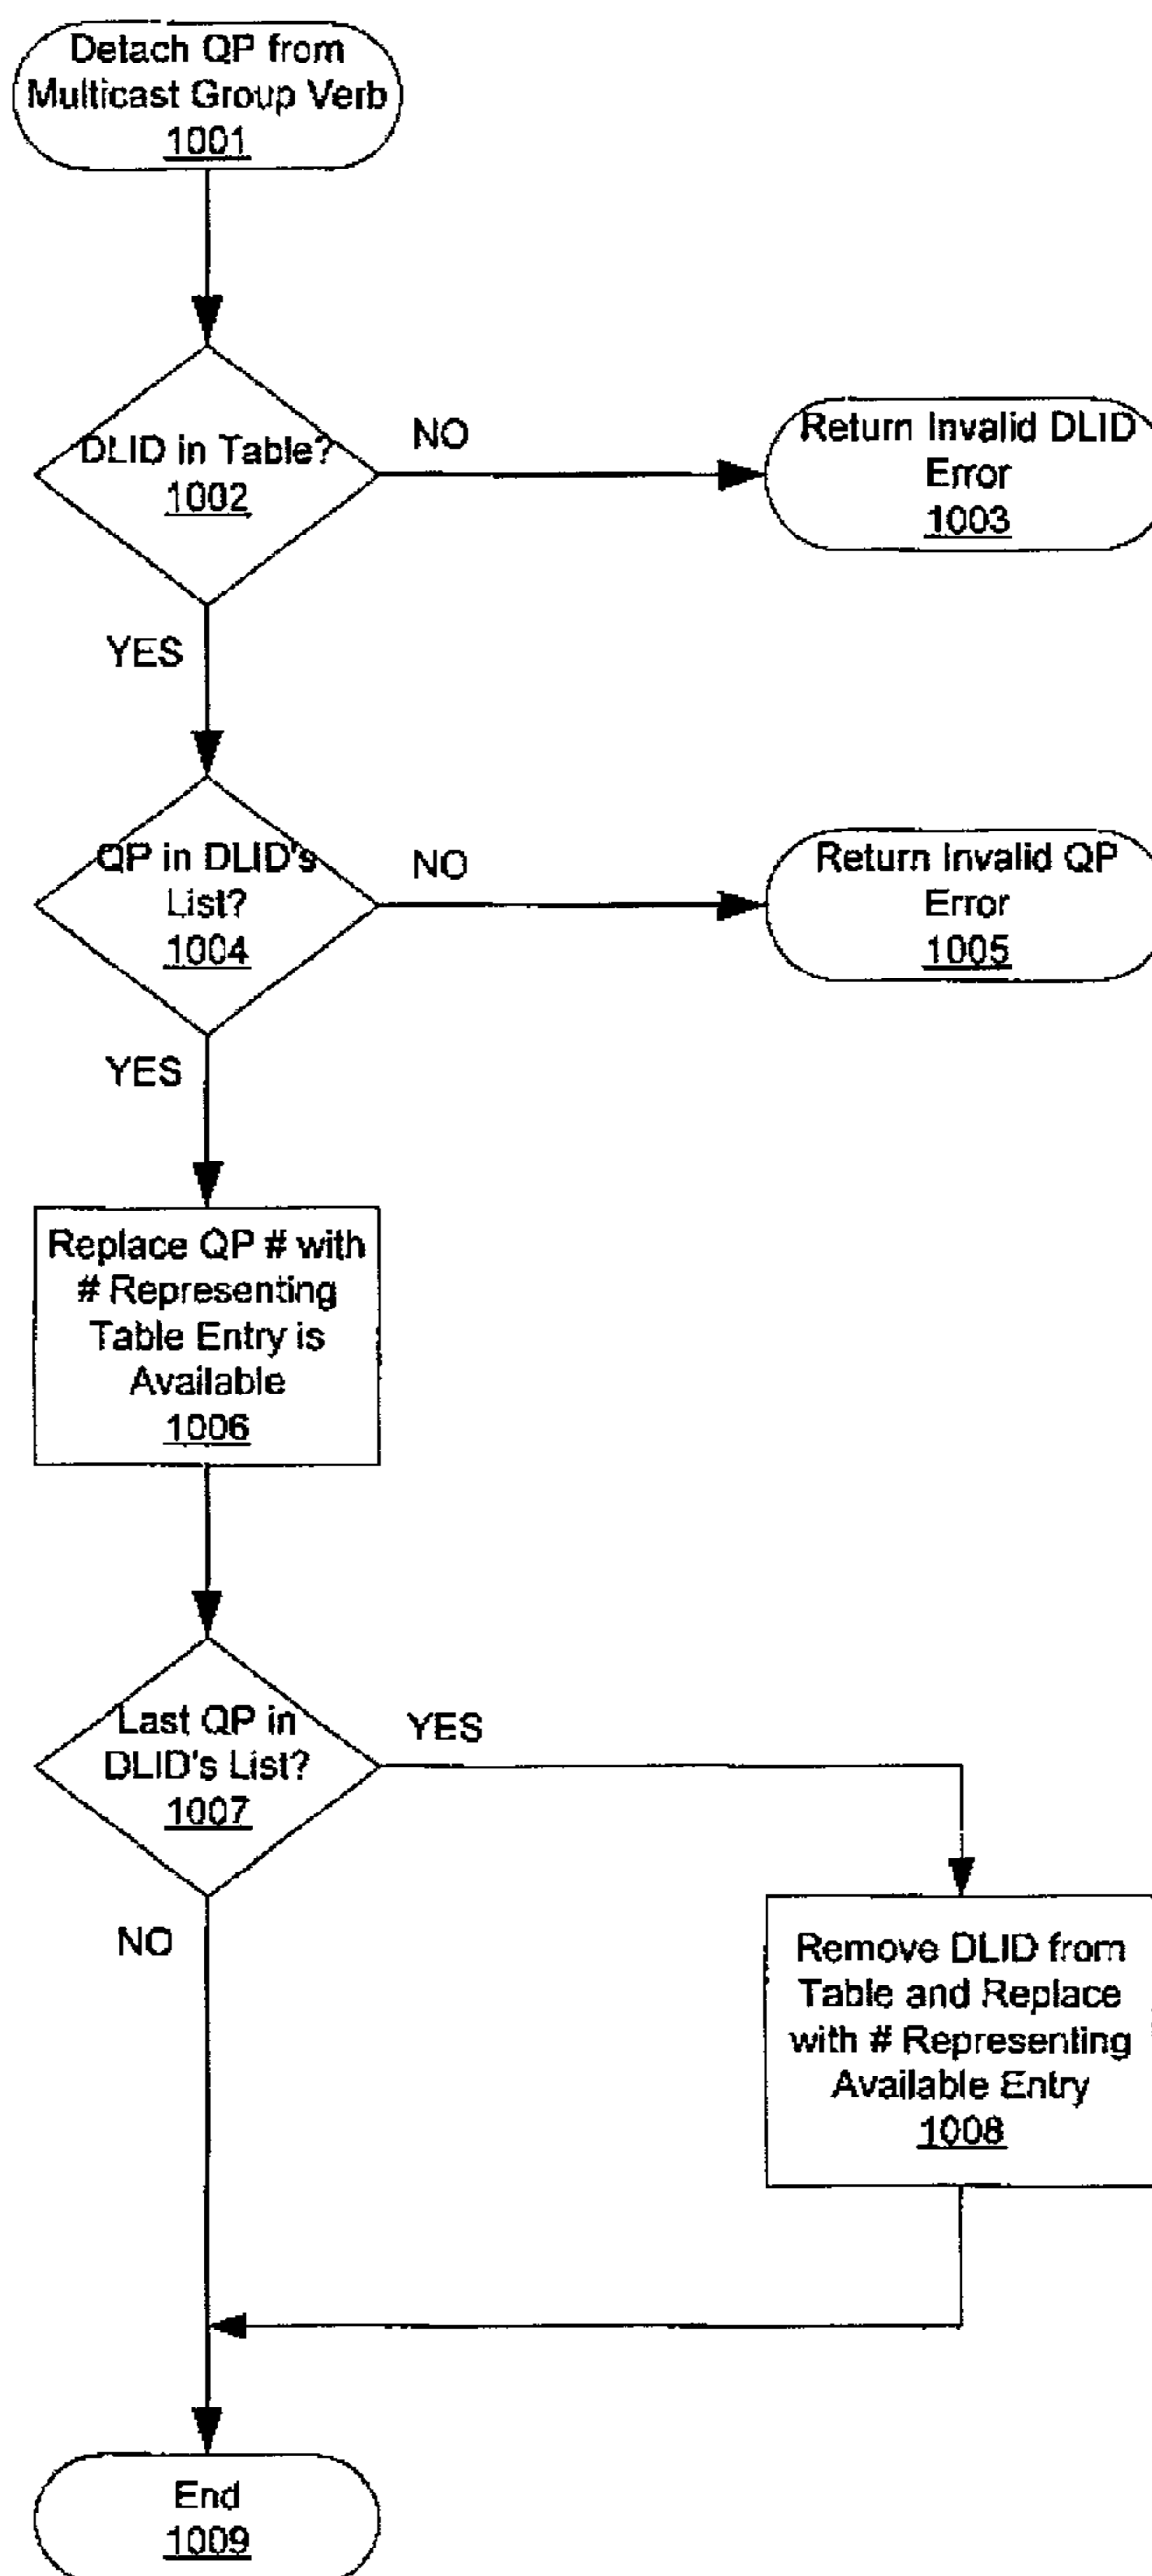 Detach QP from
Multicast Group Verb
1001
DLID in Table?
1002
NO
Return Invalid DLID
Error
1003
YES
QP in DLID's
List?
1004
NO
Return Invalid QP
Error
1005
YES
Replace QP # with
# Representing
Table Entry is
Available
1006
Last QP in
DLID's List?
1007
YES
NO
Remove DLID from
Table and Replace
with # Representing
Available Entry
1008
End
1009